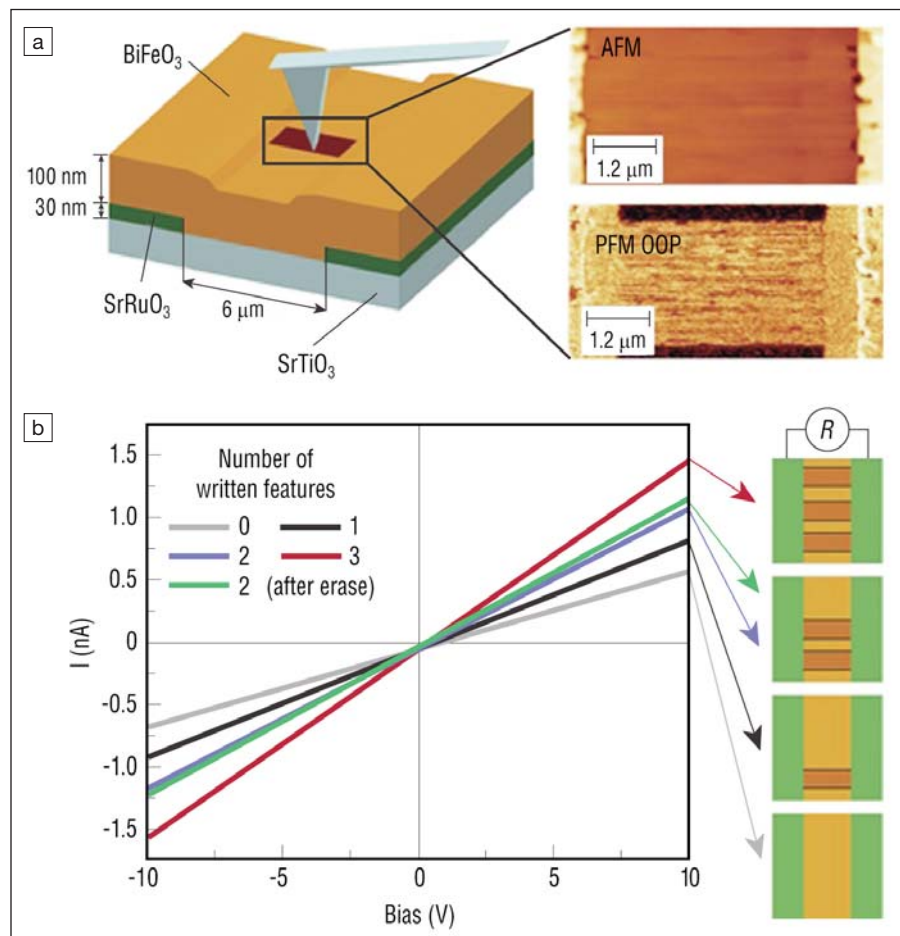 a
BiFeO3
AFM
1.2 μm
100 nm
30 nm
PFM OOP
SrRuO3
6 μm
1.2 μm
SrTiO3
b
R
1.5
Number of
written features
1.0
0
1
2
3
0.5
2 (after erase)
I (nA)
0
-0.5
-1.0
-1.5
-10
-5
0
5
10
Bias (V)